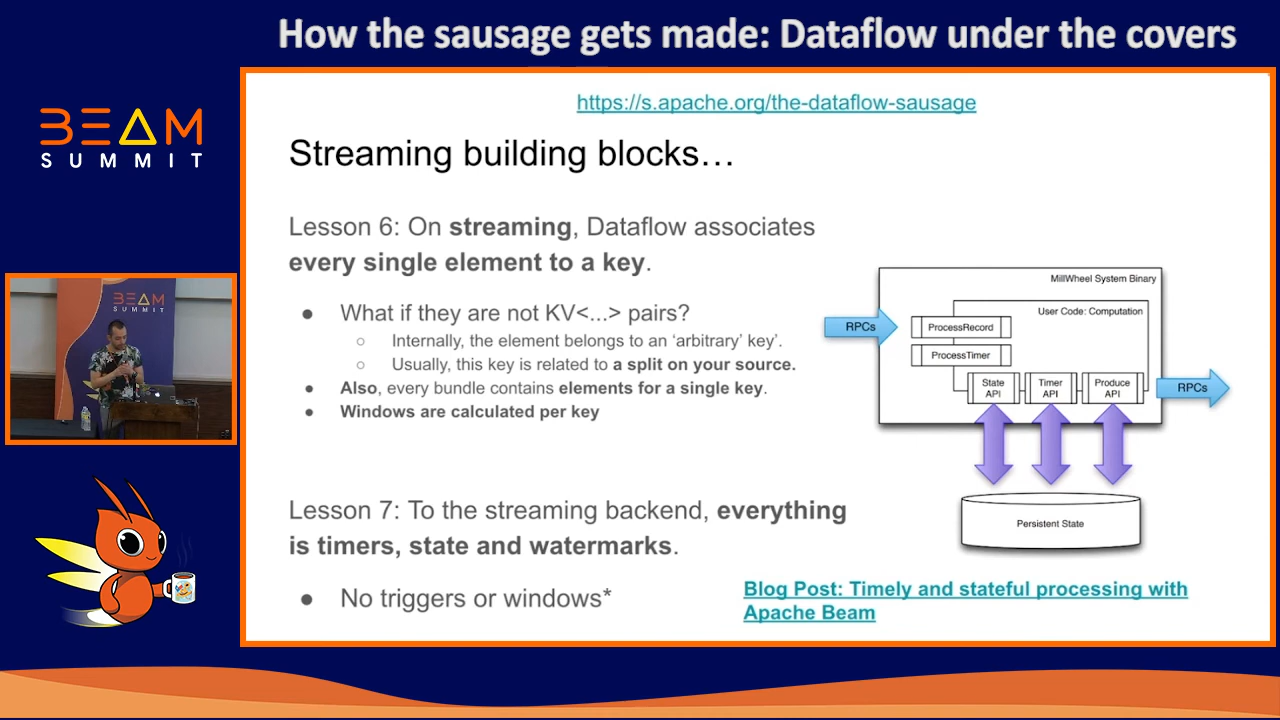 How the sausage gets made: Dataflow under the covers
BEAM
SUMMIT
https://s.apache.org/the-dataflow-sausage
Streaming building blocks…
Lesson 6: On streaming, Dataflow associates
every single element to a key.
● What if they are not KV<...> pairs?
○ Internally, the element belongs to an ‘arbitrary’ key’.
○ Usually, this key is related to a split on your source.
● Also, every bundle contains elements for a single key.
● Windows are calculated per key
MillWheel System Binary
User Code: Computation
RPCs
ProcessRecord
ProcessTimer
State
API
Timer
API
Produce
API
RPCs
Persistent State
Lesson 7: To the streaming backend, everything
is timers, state and watermarks.
● No triggers or windows*
Blog Post: Timely and stateful processing with
Apache Beam
BEAM
SUMMIT